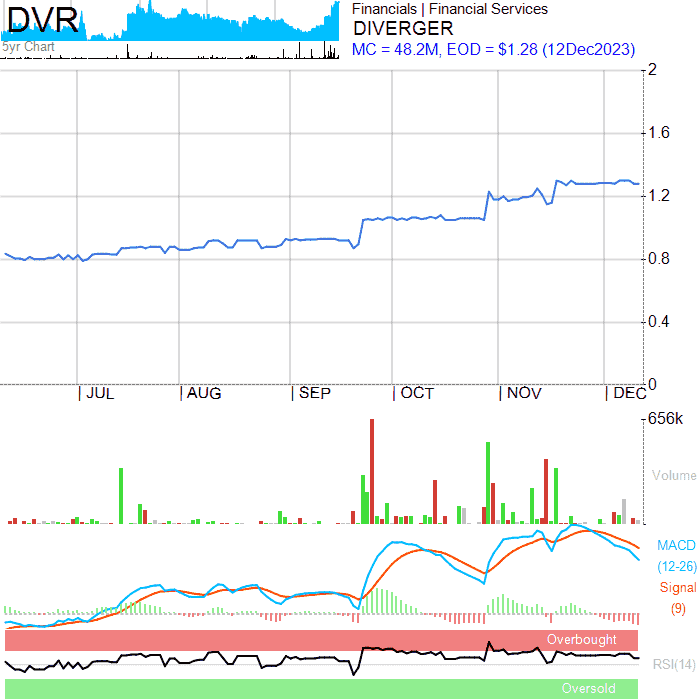 DVR
5yr Chart
Financials | Financial Services
DIVERGER
MC = 48.2M, EOD = $1.28 (12Dec2023)
2
1.6
1.2
0.8
0.4
0
| JUL | AUG | SEP | OCT | NOV | DEC
656k
Volume
MACD
(12-26)
Signal
(9)
Overbought
RSI(14)
Oversold